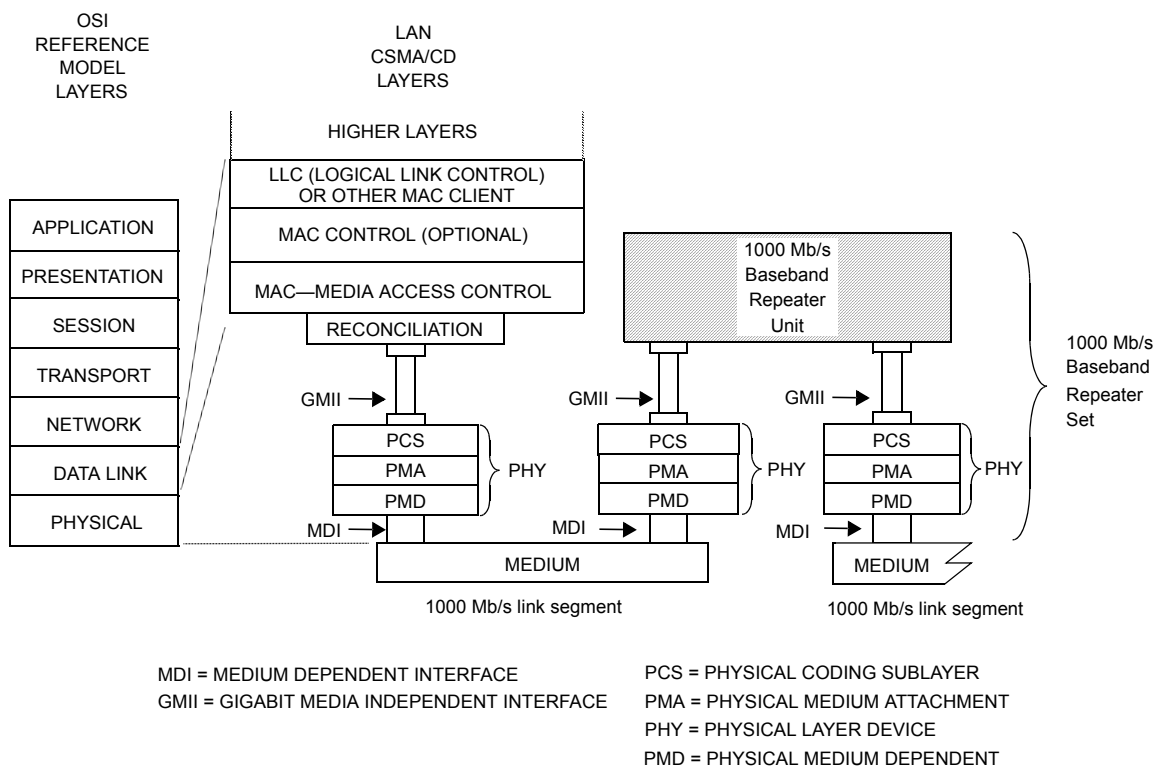 OSI
REFERENCE
MODEL
LAYERS
LAN
CSMA/CD
LAYERS
HIGHER LAYERS
LLC (LOGICAL LINK CONTROL)
OR OTHER MAC CLIENT
MAC CONTROL (OPTIONAL)
MAC—MEDIA ACCESS CONTROL
RECONCILIATION
APPLICATION
PRESENTATION
SESSION
TRANSPORT
NETWORK
DATA LINK
PHYSICAL
1000 Mb/s
Baseband
Repeater
Unit
1000 Mb/s
Baseband
Repeater
Set
GMII
GMII
GMII
PCS
PMA
PMD
PHY
PCS
PMA
PMD
PHY
PCS
PMA
PMD
PHY
MDI
MDI
MDI
MEDIUM
MEDIUM
1000 Mb/s link segment
1000 Mb/s link segment
MDI = MEDIUM DEPENDENT INTERFACE
GMII = GIGABIT MEDIA INDEPENDENT INTERFACE
PCS = PHYSICAL CODING SUBLAYER
PMA = PHYSICAL MEDIUM ATTACHMENT
PHY = PHYSICAL LAYER DEVICE
PMD = PHYSICAL MEDIUM DEPENDENT